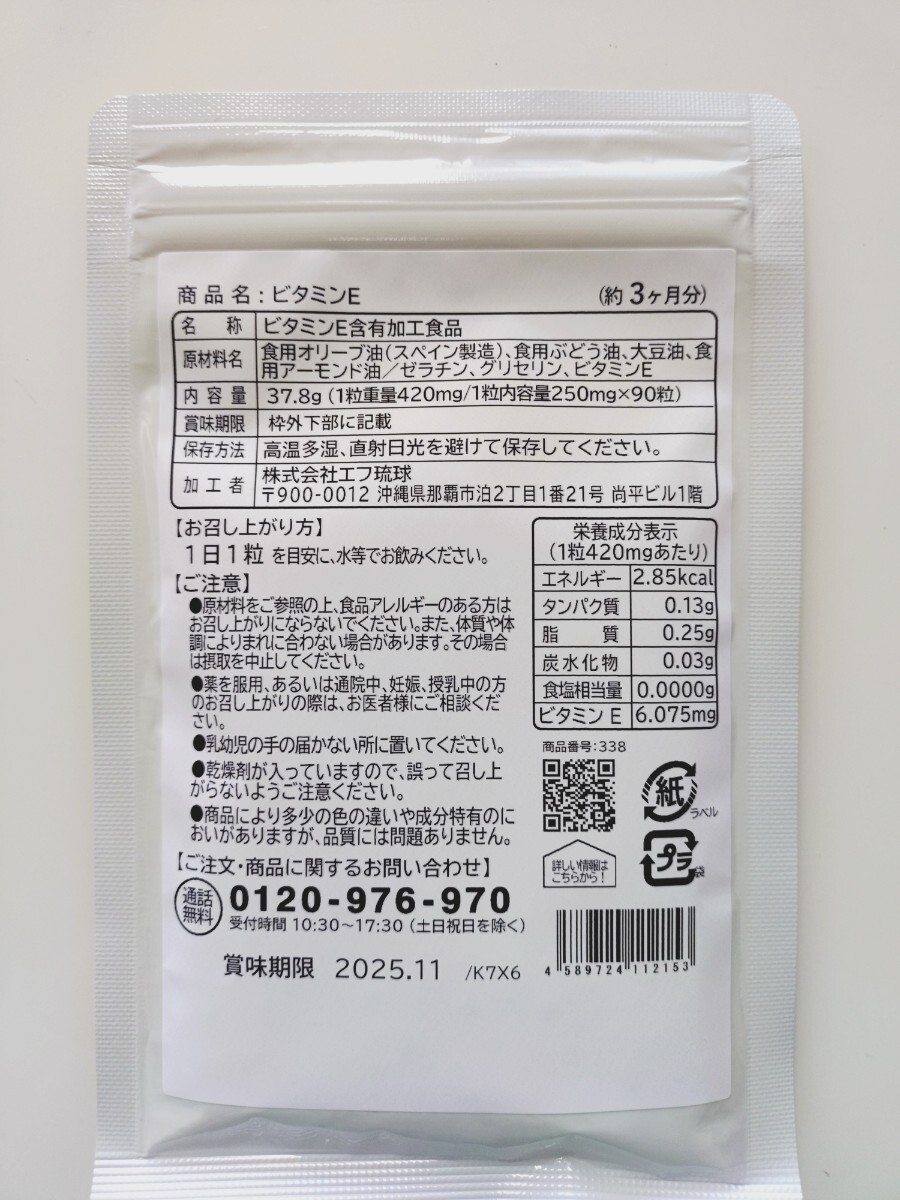 商品名：ビタミンE (約3ヶ月分)
名称 ビタミンE含有加工食品
原材料名 食用オリーブ油（スペイン製造）、食用ぶどう油、大豆油、食
用アーモンド油／ゼラチン、グリセリン、ビタミンE
内容量 37.8g（1粒重量420mg/1粒内容量250mg×90粒）
賞味期限 枠外下部に記載
保存方法 高温多湿、直射日光を避けて保存してください。
加工者 株式会社エフ琉球
〒900-0012 沖縄県那覇市泊2丁目1番21号 尚平ビル1階
【お召し上がり方】
1日1粒 を目安に、水等でお飲みください。
【ご注意】
●原材料をご参照の上、食品アレルギーのある方は
お召し上がりにならないでください。また、体質や体
調によりまれに合わない場合があります。その場合
は摂取を中止してください。
●薬を服用、あるいは通院中、妊娠、授乳中の方
のお召し上がりの際は、お医者様にご相談くだ
さい。
●乳幼児の手の届かない所に置いてください。
●乾燥剤が入っていますので、誤って召し上
がらないようご注意ください。
●商品により多少の色の違いや成分特有のに
おいがありますが、品質には問題ありません。
栄養成分表示
（1粒420mgあたり）
エネルギー 2.85kcal
タンパク質 0.13g
脂質 0.25g
炭水化物 0.03g
食塩相当量 0.0000g
ビタミン E 6.075mg
商品番号:338
詳しい情報は
こちらから！
紙
ラベル
プラ
袋
【ご注文・商品に関するお問い合わせ】
通話
無料
0120-976-970
受付時間 10:30～17:30（土日祝日を除く）
賞味期限 2025.11 /K7X6
4 589724 112153